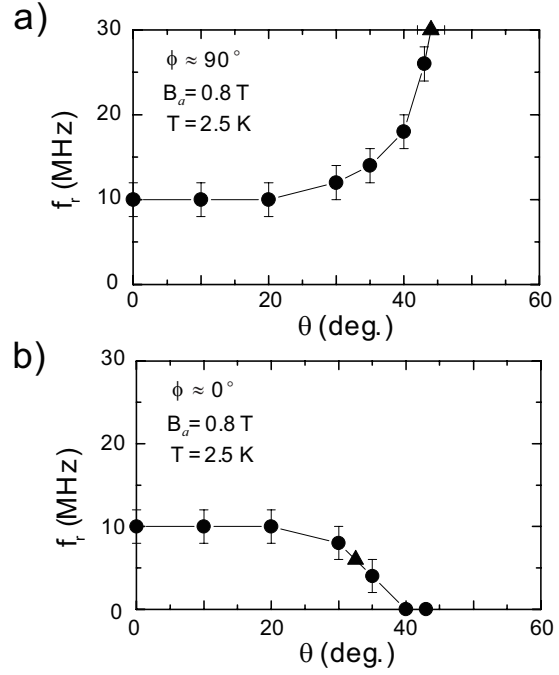 a)
30
20
10
0
f_r (MHz)
ϕ ≈ 90°
B_a = 0.8 T
T = 2.5 K
0 20 40 60
θ (deg.)
b)
30
20
10
0
f_r (MHz)
ϕ ≈ 0°
B_a = 0.8 T
T = 2.5 K
0 20 40 60
θ (deg.)